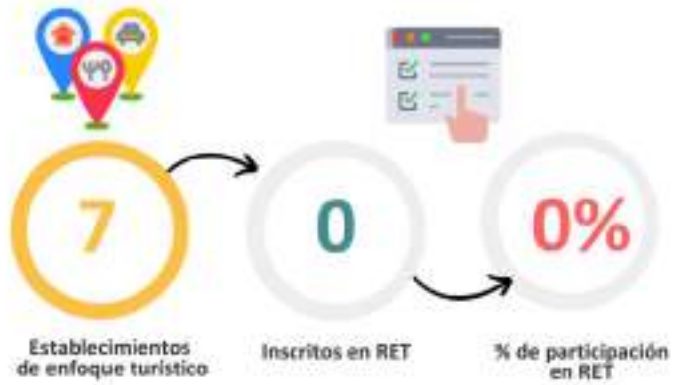 7
0
0%
Establecimientos
de enfoque turístico
Inscritos en RET
% de participación
en RET